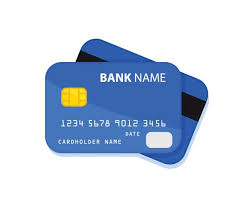 BANK NAME
1234 5678 9012 3456
DATE
CARDHOLDER NAME